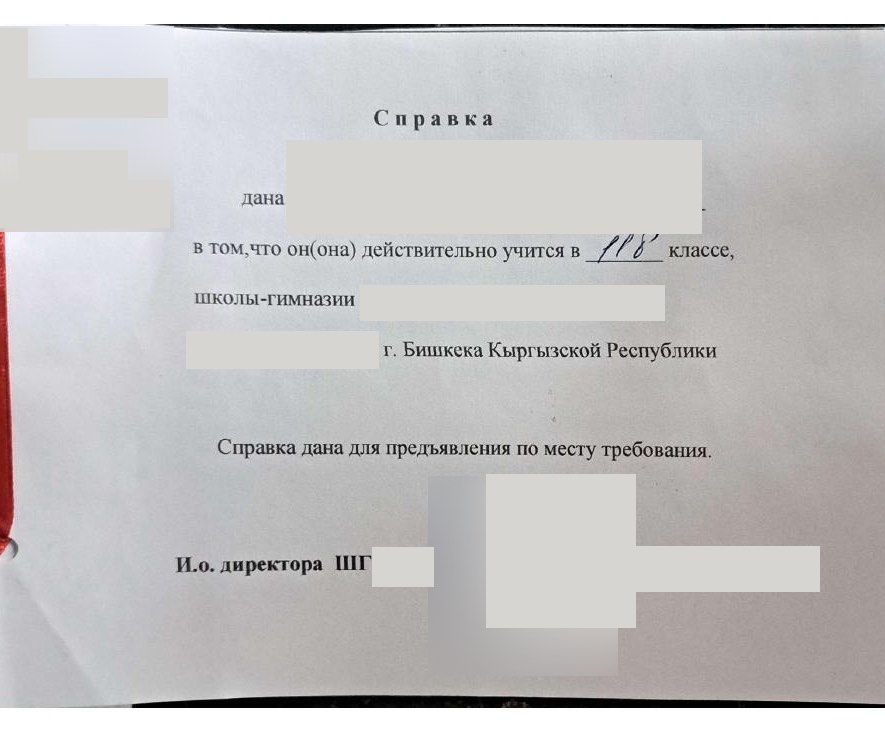 Справка
дана
в том,что он(она) действительно учится в 11б классе,
школы-гимназии
г. Бишкека Кыргызской Республики
Справка дана для предъявления по месту требования.
И.о. директора ШГ